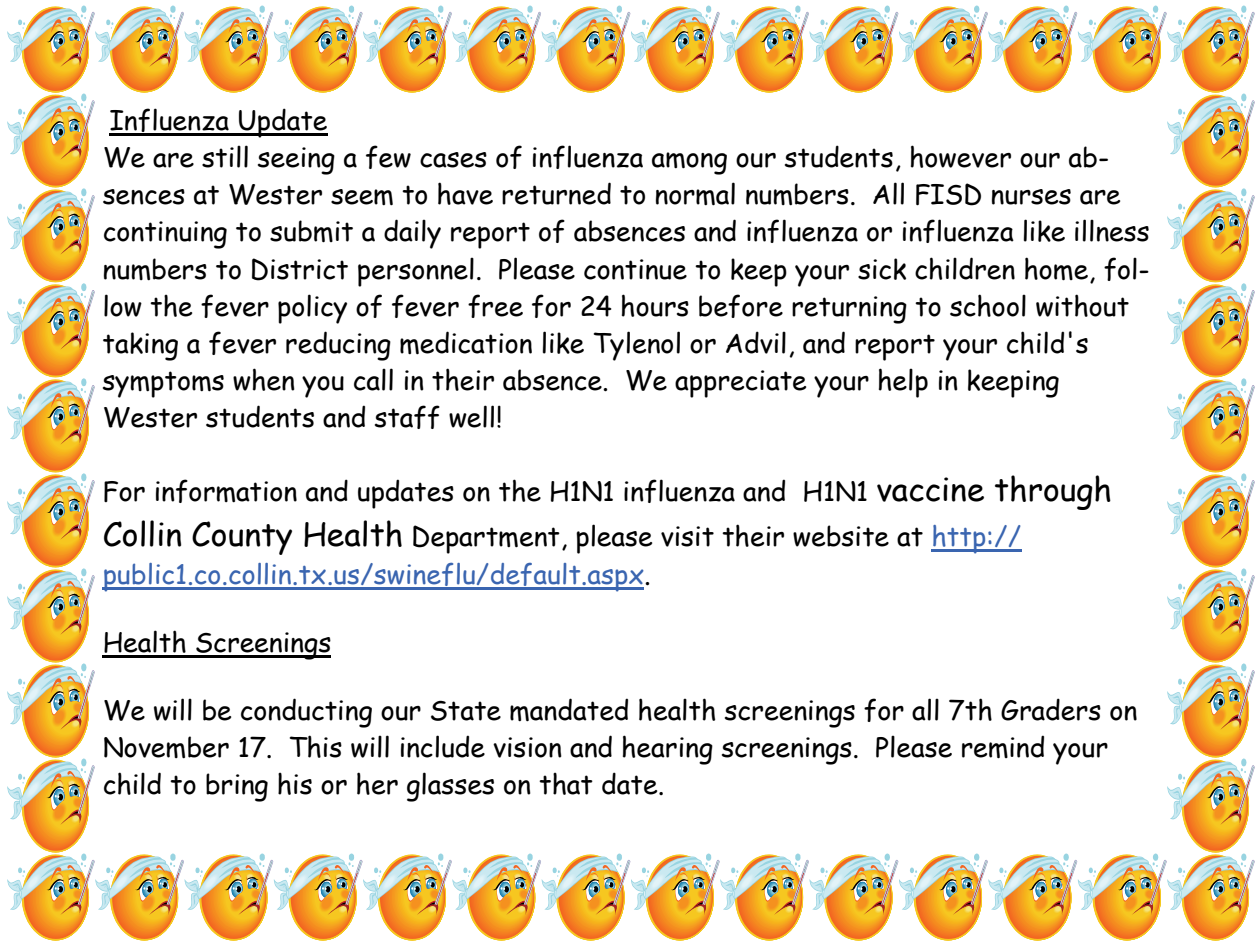 Influenza Update
We are still seeing a few cases of influenza among our students, however our ab-
sences at Wester seem to have returned to normal numbers.  All FISD nurses are
continuing to submit a daily report of absences and influenza or influenza like illness
numbers to District personnel.  Please continue to keep your sick children home, fol-
low the fever policy of fever free for 24 hours before returning to school without
taking a fever reducing medication like Tylenol or Advil, and report your child's
symptoms when you call in their absence.  We appreciate your help in keeping
Wester students and staff well!
For information and updates on the H1N1 influenza and  H1N1 vaccine through
Collin County Health Department, please visit their website at http://
public1.co.collin.tx.us/swineflu/default.aspx.
Health Screenings
We will be conducting our State mandated health screenings for all 7th Graders on
November 17.  This will include vision and hearing screenings.  Please remind your
child to bring his or her glasses on that date.